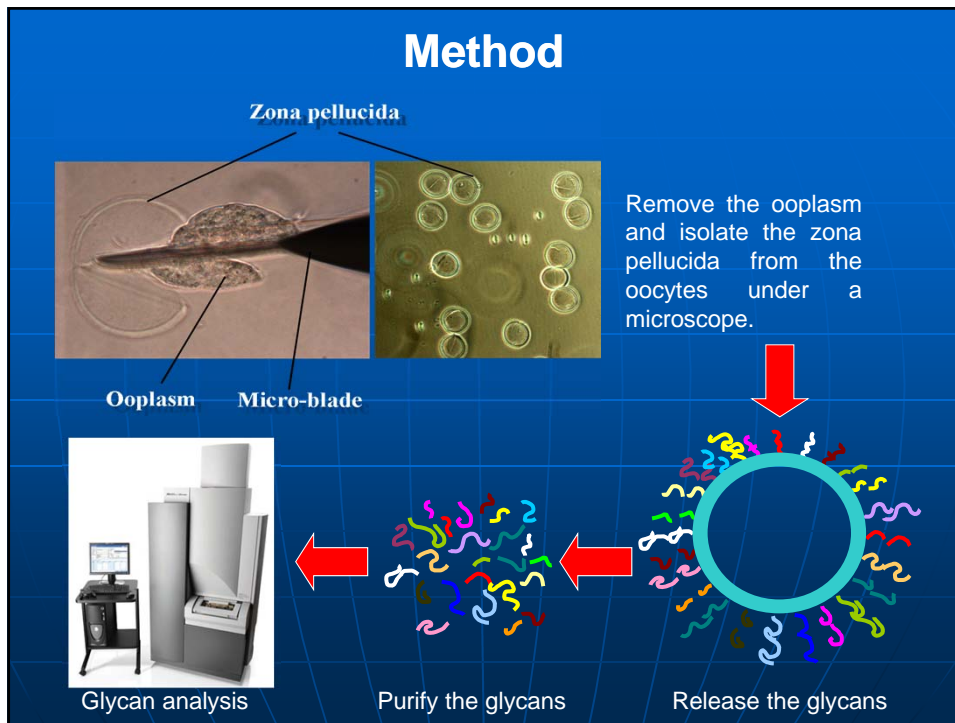 Method
Zona pellucida
Remove the ooplasm
and isolate the zona
pellucida from the
oocytes under a
microscope.
Ooplasm
Micro-blade
Glycan analysis
Purify the glycans
Release the glycans